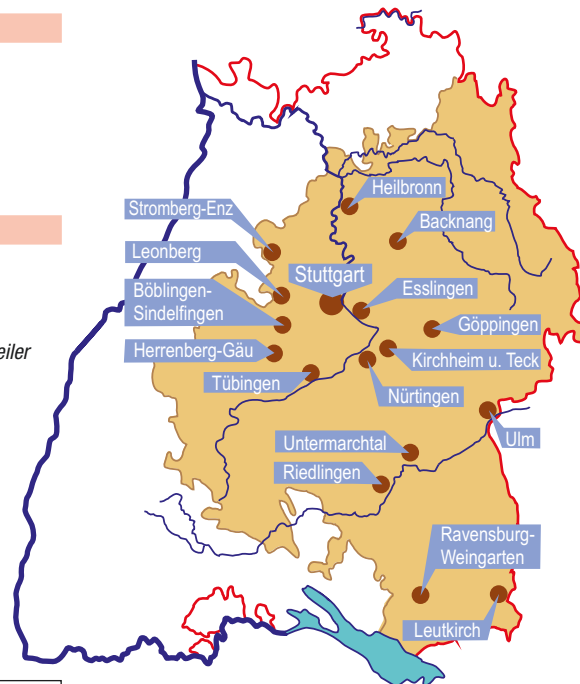 Heilbronn
Stromberg-Enz
Backnang
Leonberg
Stuttgart
Böblingen-
Sindelfingen
Esslingen
Göppingen
eiler
Herrenberg-Gäu
Kirchheim u. Teck
Tübingen
Nürtingen
Untermarchtal
Ulm
Riedlingen
Ravensburg-
Weingarten
Leutkirch